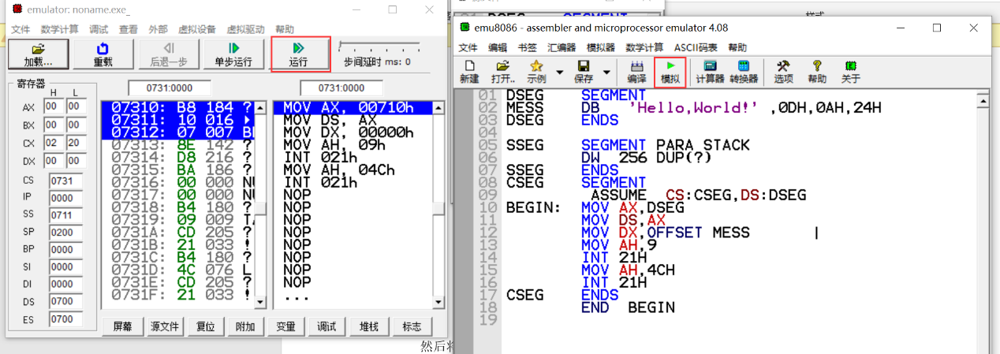 emulator: noname.exe_
文件 数学计算 调试 查看 外部 虚拟设备 虚拟驱动 帮助
加载... 重载 后退一步 单步运行 运行 步间延时 ms: 0
寄存器
H L
AX 00 00
BX 00 00
CX 02 20
DX 00 00
CS 0731
IP 0000
SS 0711
SP 0200
BP 0000
SI 0000
DI 0000
DS 0700
ES 0700
0731:0000 0731:0000
07310: B8 184 ?
07311: 10 016
07312: 07 007
07313: 8E 142 ?
07314: D8 216 ?
07315: BA 186 ?
07316: 00 000
07317: 00 000
07318: B4 180 ?
07319: 09 009
0731A: CD 205 ?
0731B: 21 033 !
0731C: B4 180 ?
0731D: 4C 076 L
0731E: CD 205 ?
0731F: 21 033 !
MOV AX, 00710h
MOV DS, AX
MOV DX, 00000h
MOV AH, 09h
INT 021h
MOV AH, 04Ch
INT 021h
NOP
NOP
NOP
NOP
NOP
NOP
NOP
NOP
...
屏幕 源文件 复位 附加 变量 调试 堆栈 标志
然后将
样式
emu8086 - assembler and microprocessor emulator 4.08
文件 编辑 书签 汇编器 模拟器 数学计算 ASCII码表 帮助
新建 打开.. 示例 保存 编译 模拟 计算器 转换器 选项 帮助 关于
01 DSEG SEGMENT
02 MESS DB 'Hello,World!' ,0DH,0AH,24H
03 DSEG ENDS
04
05 SSEG SEGMENT PARA STACK
06 DW 256 DUP(?)
07 SSEG ENDS
08 CSEG SEGMENT
09 ASSUME CS:CSEG,DS:DSEG
10 BEGIN: MOV AX,DSEG
11 MOV DS,AX
12 MOV DX,OFFSET MESS
13 MOV AH,9
14 INT 21H
15 MOV AH,4CH
16 INT 21H
17 CSEG ENDS
18 END BEGIN
19